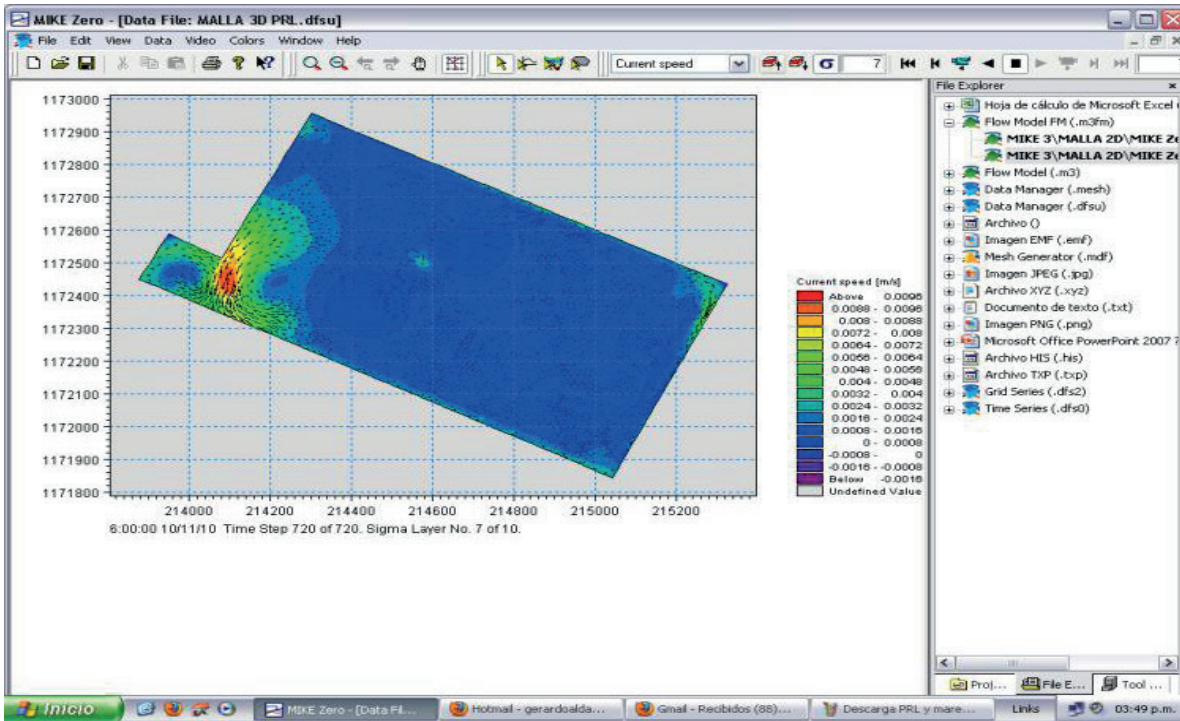 MIKE Zero - [Data File: MALLA 3D PRL.dfsu]
File Edit View Data Video Colors Window Help
Current speed
7
File Explorer
Hoja de cálculo de Microsoft Excel
Flow Model FM (.m3fm)
MIKE 3\MALLA 2D\MIKE Ze
MIKE 3\MALLA 2D\MIKE Ze
Flow Model (.m3)
Data Manager (.mesh)
Data Manager (.dfsu)
Archivo ()
Imagen EMF (.emf)
Mesh Generator (.mdf)
Imagen JPEG (.jpg)
Archivo XYZ (.xyz)
Documento de texto (.txt)
Imagen PNG (.png)
Microsoft Office PowerPoint 2007
Archivo HIS (.his)
Archivo TXP (.txp)
Grid Series (.dfs2)
Time Series (.dfs0)
1173000
1172900
1172800
1172700
1172600
1172500
1172400
1172300
1172200
1172100
1172000
1171900
1171800
214000 214200 214400 214600 214800 215000 215200
6:00:00 10/11/10 Time Step 720 of 720. Sigma Layer No. 7 of 10.
Current speed [m/s]
Above 0.0096
0.0088 - 0.0096
0.008 - 0.0088
0.0072 - 0.008
0.0064 - 0.0072
0.0056 - 0.0064
0.0048 - 0.0056
0.004 - 0.0048
0.0032 - 0.004
0.0024 - 0.0032
0.0016 - 0.0024
0.0008 - 0.0016
0 - 0.0008
-0.0008 - 0
-0.0016 - -0.0008
Below -0.0016
Undefined Value
Proj... File E... Tool ...
Inicio
MIKE Zero - [Data Fil...
Hotmail - gerardoalda...
Gmail - Recibidos (88)...
Descarga PRL y mare...
Links
03:49 p.m.